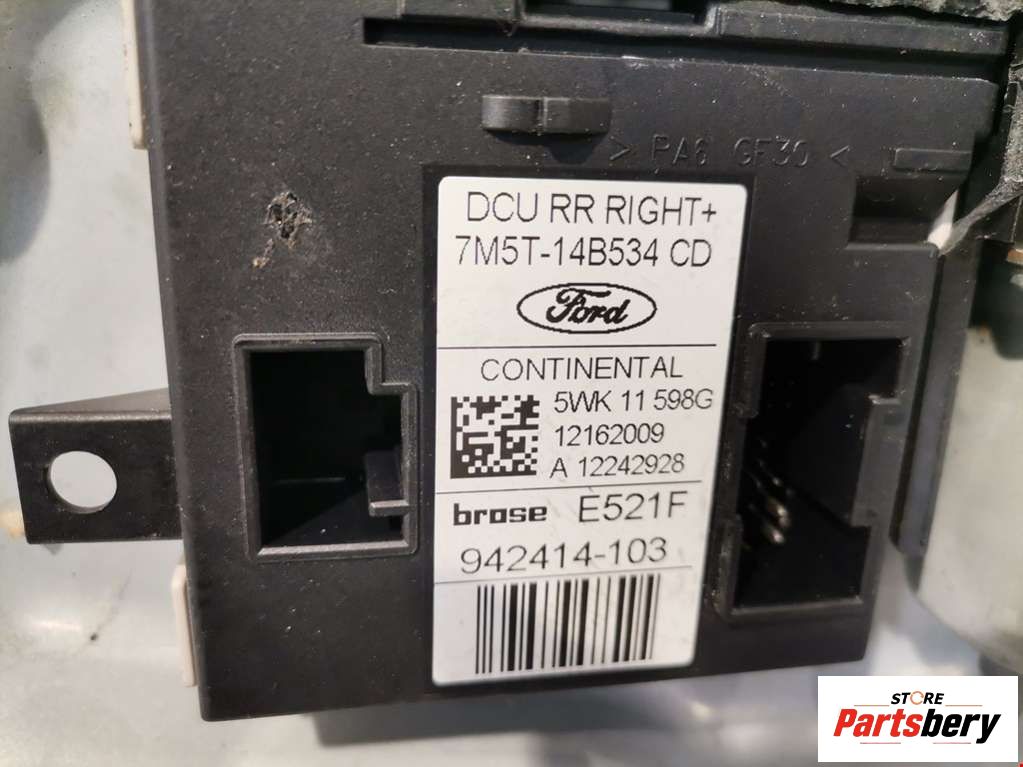 > PA6 GF30 <
DCU RR RIGHT+
7M5T-14B534 CD
Ford
CONTINENTAL
5WK 11 598G
12162009
A 12242928
brose E521F
942414-103
STORE
Partsbery